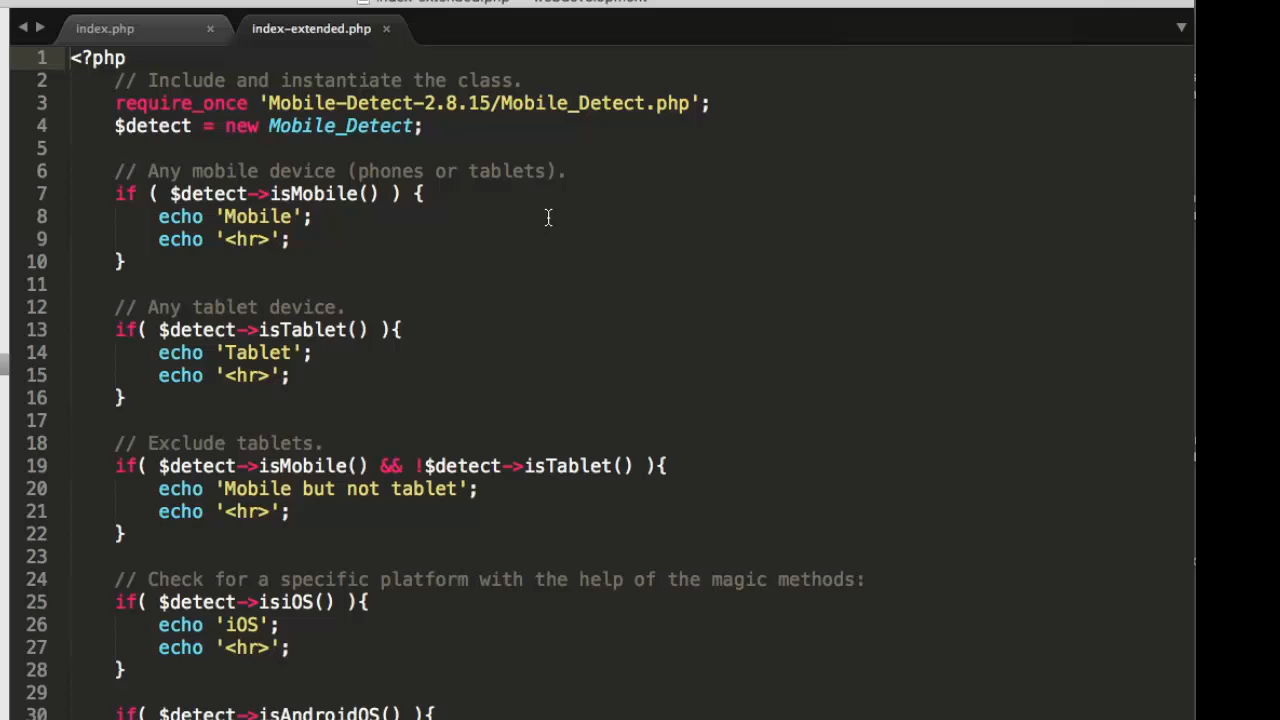 index-extended.php — webdevelopment
index.php × index-extended.php ×
1 <?php
2     // Include and instantiate the class.
3     require_once 'Mobile-Detect-2.8.15/Mobile_Detect.php';
4     $detect = new Mobile_Detect;
5
6     // Any mobile device (phones or tablets).
7     if ( $detect->isMobile() ) {
8         echo 'Mobile';
9         echo '<hr>';
10     }
11
12     // Any tablet device.
13     if( $detect->isTablet() ){
14         echo 'Tablet';
15         echo '<hr>';
16     }
17
18     // Exclude tablets.
19     if( $detect->isMobile() && !$detect->isTablet() ){
20         echo 'Mobile but not tablet';
21         echo '<hr>';
22     }
23
24     // Check for a specific platform with the help of the magic methods:
25     if( $detect->isiOS() ){
26         echo 'iOS';
27         echo '<hr>';
28     }
29
30     if( $detect->isAndroidOS() ){